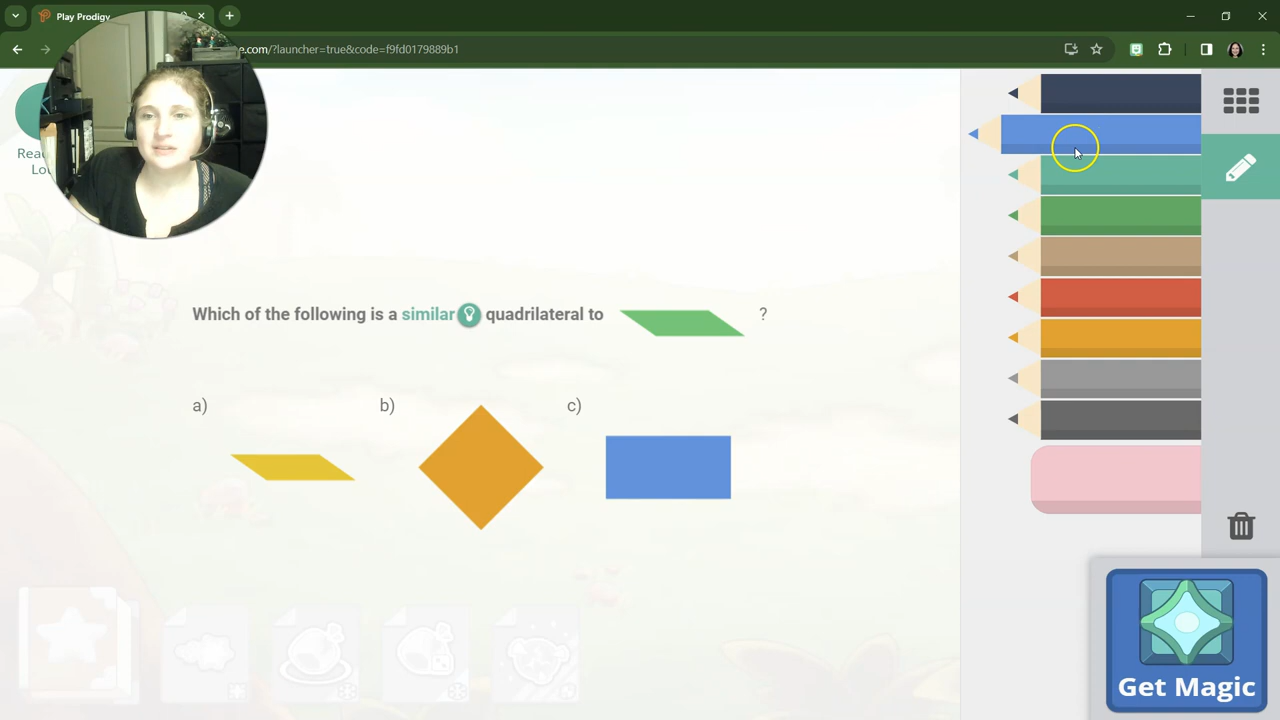 Play Prodigy
e.com/?launcher=true&code=f9fd0179889b1
Which of the following is a similar quadrilateral to ?
a) b) c)
Get Magic